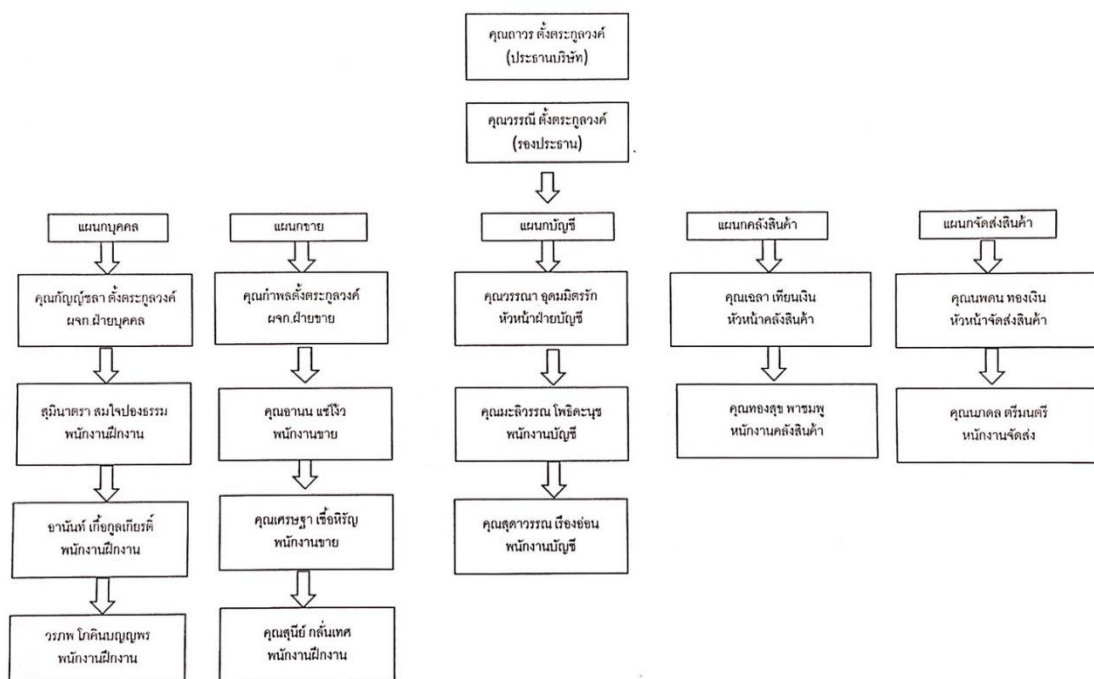 คุณถาวร ตั้งตระกูลวงค์
(ประธานบริษัท)
คุณวรรณี ตั้งตระกูลวงค์
(รองประธาน)
แผนกบุคคล
คุณกัญญ์ชลา ตั้งตระกูลวงค์
ผจก.ฝ่ายบุคคล
สุมินาตรา สมใจปองธรรม
พนักงานฝึกงาน
อานันท์ เกื้อกูลเกียรติ์
พนักงานฝึกงาน
วรภพ โภคินบญญพร
พนักงานฝึกงาน
แผนกขาย
คุณกำพลตั้งตระกูลวงค์
ผจก.ฝ่ายขาย
คุณอานน แซ่โง้ว
พนักงานขาย
คุณเศรษฐา เชื้อหิรัญ
พนักงานขาย
คุณสุนีย์ กลั่นเทศ
พนักงานฝึกงาน
แผนกบัญชี
คุณวรรณา อุดมมิตรรัก
หัวหน้าฝ่ายบัญชี
คุณมะลิวรรณ โพธิคะนุช
พนักงานบัญชี
คุณสุดาวรรณ เรืองอ่อน
พนักงานบัญชี
แผนกคลังสินค้า
คุณเฉลา เทียนเงิน
หัวหน้าคลังสินค้า
คุณทองสุข พาชมพู
หนักงานคลังสินค้า
แผนกจัดส่งสินค้า
คุณนพดน ทองเงิน
หัวหน้าจัดส่งสินค้า
คุณนภดล ตรีมนตรี
หนักงานจัดส่ง